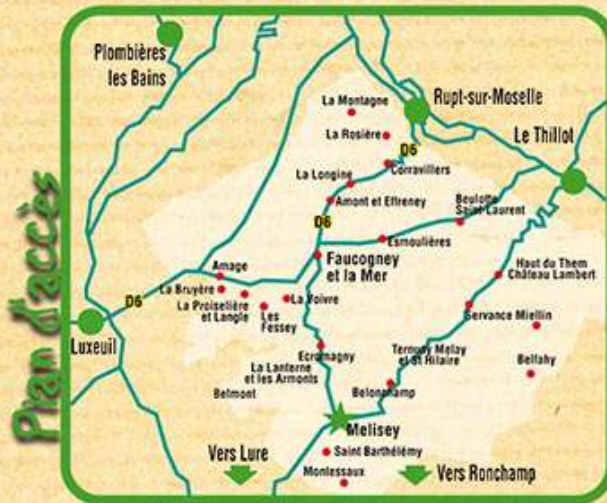 Plan d'accès
Plombières
les Bains
Rupt-sur-Moselle
La Montagne
La Rosière
Le Thillot
D6
Corravillers
La Longine
Amont et Effreney
Beulotte
Saint-Laurent
D6
Esmoulières
Faucogney
et la Mer
Haut du Them
Château Lambert
Amage
La Bruyère
La Proiselière
et Langle
La Voivre
Les
Fessey
D6
Luxeuil
Servance Miellin
Ecromagny
Ternuay Melay
et St Hilaire
Belfahy
La Lanterne
et les Armonts
Belmont
Belonchamp
Melisey
Vers Lure
Saint Barthélémy
Montessaux
Vers Ronchamp